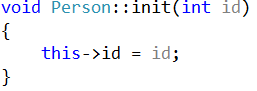 void Person::init(int id)
{
    this->id = id;
}